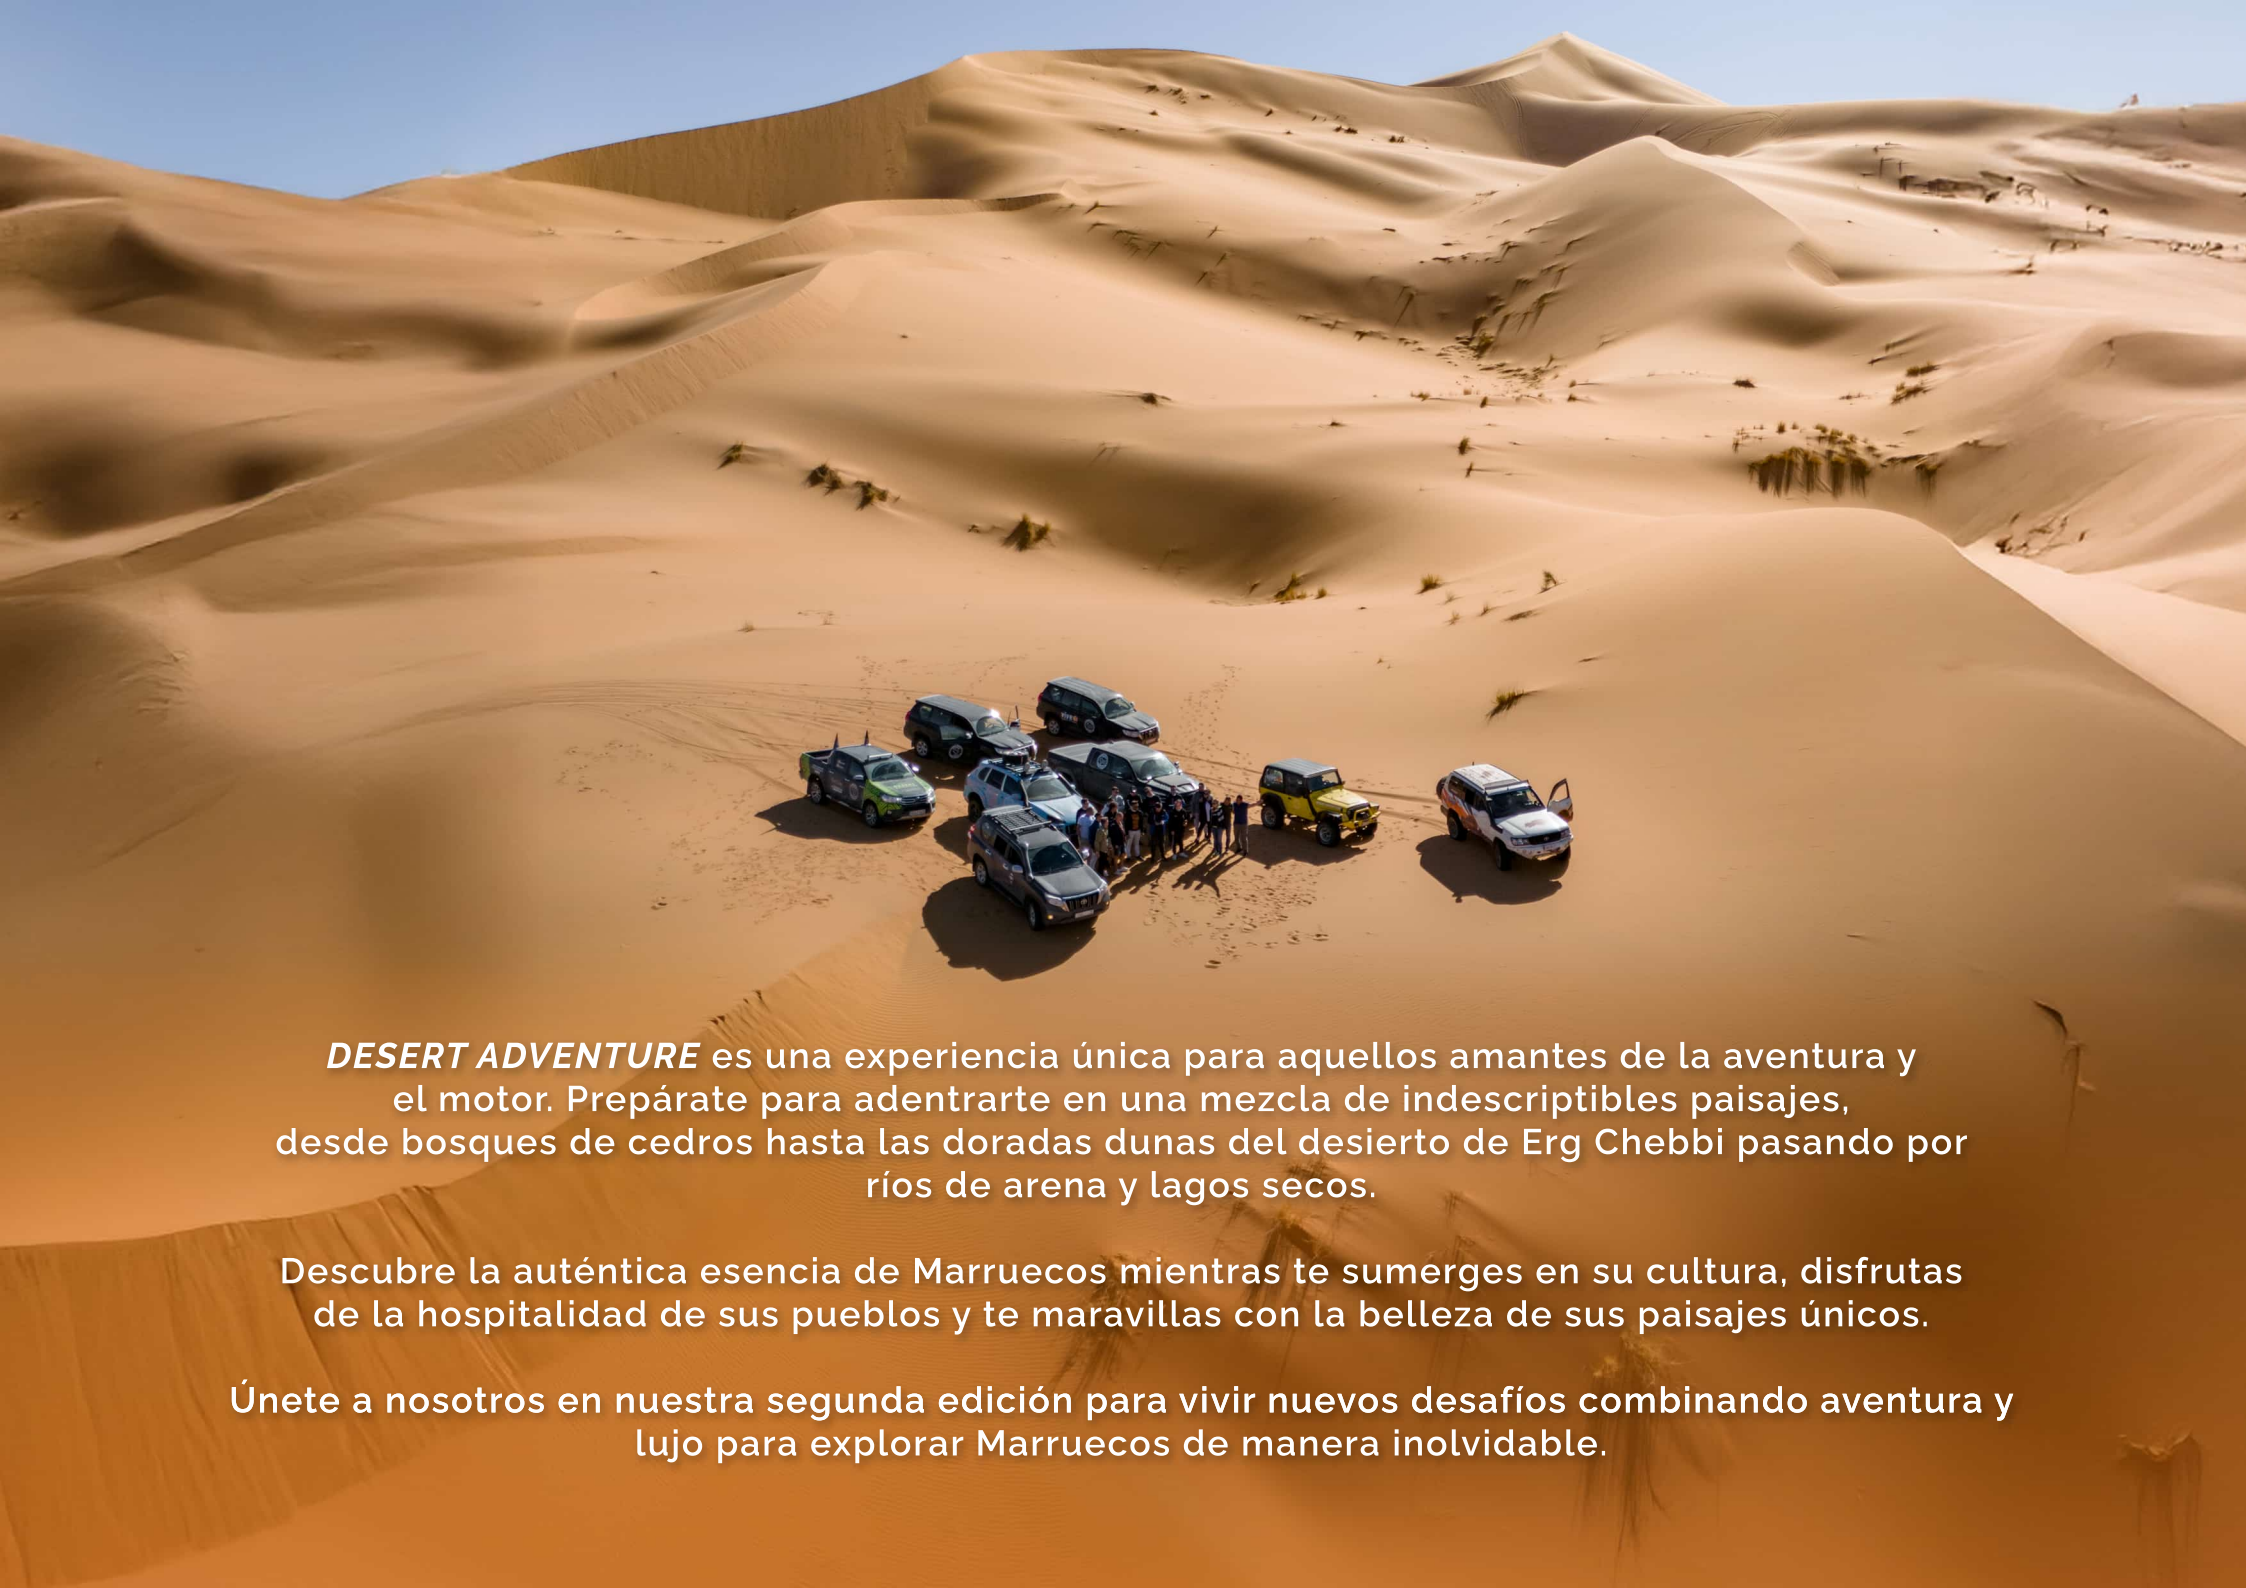 DESERT ADVENTURE es una experiencia única para aquellos amantes de la aventura y
el motor. Prepárate para adentrarte en una mezcla de indescriptibles paisajes,
desde bosques de cedros hasta las doradas dunas del desierto de Erg Chebbi pasando por
ríos de arena y lagos secos.
Descubre la auténtica esencia de Marruecos mientras te sumerges en su cultura, disfrutas
de la hospitalidad de sus pueblos y te maravillas con la belleza de sus paisajes únicos.
Únete a nosotros en nuestra segunda edición para vivir nuevos desafíos combinando aventura y
lujo para explorar Marruecos de manera inolvidable.